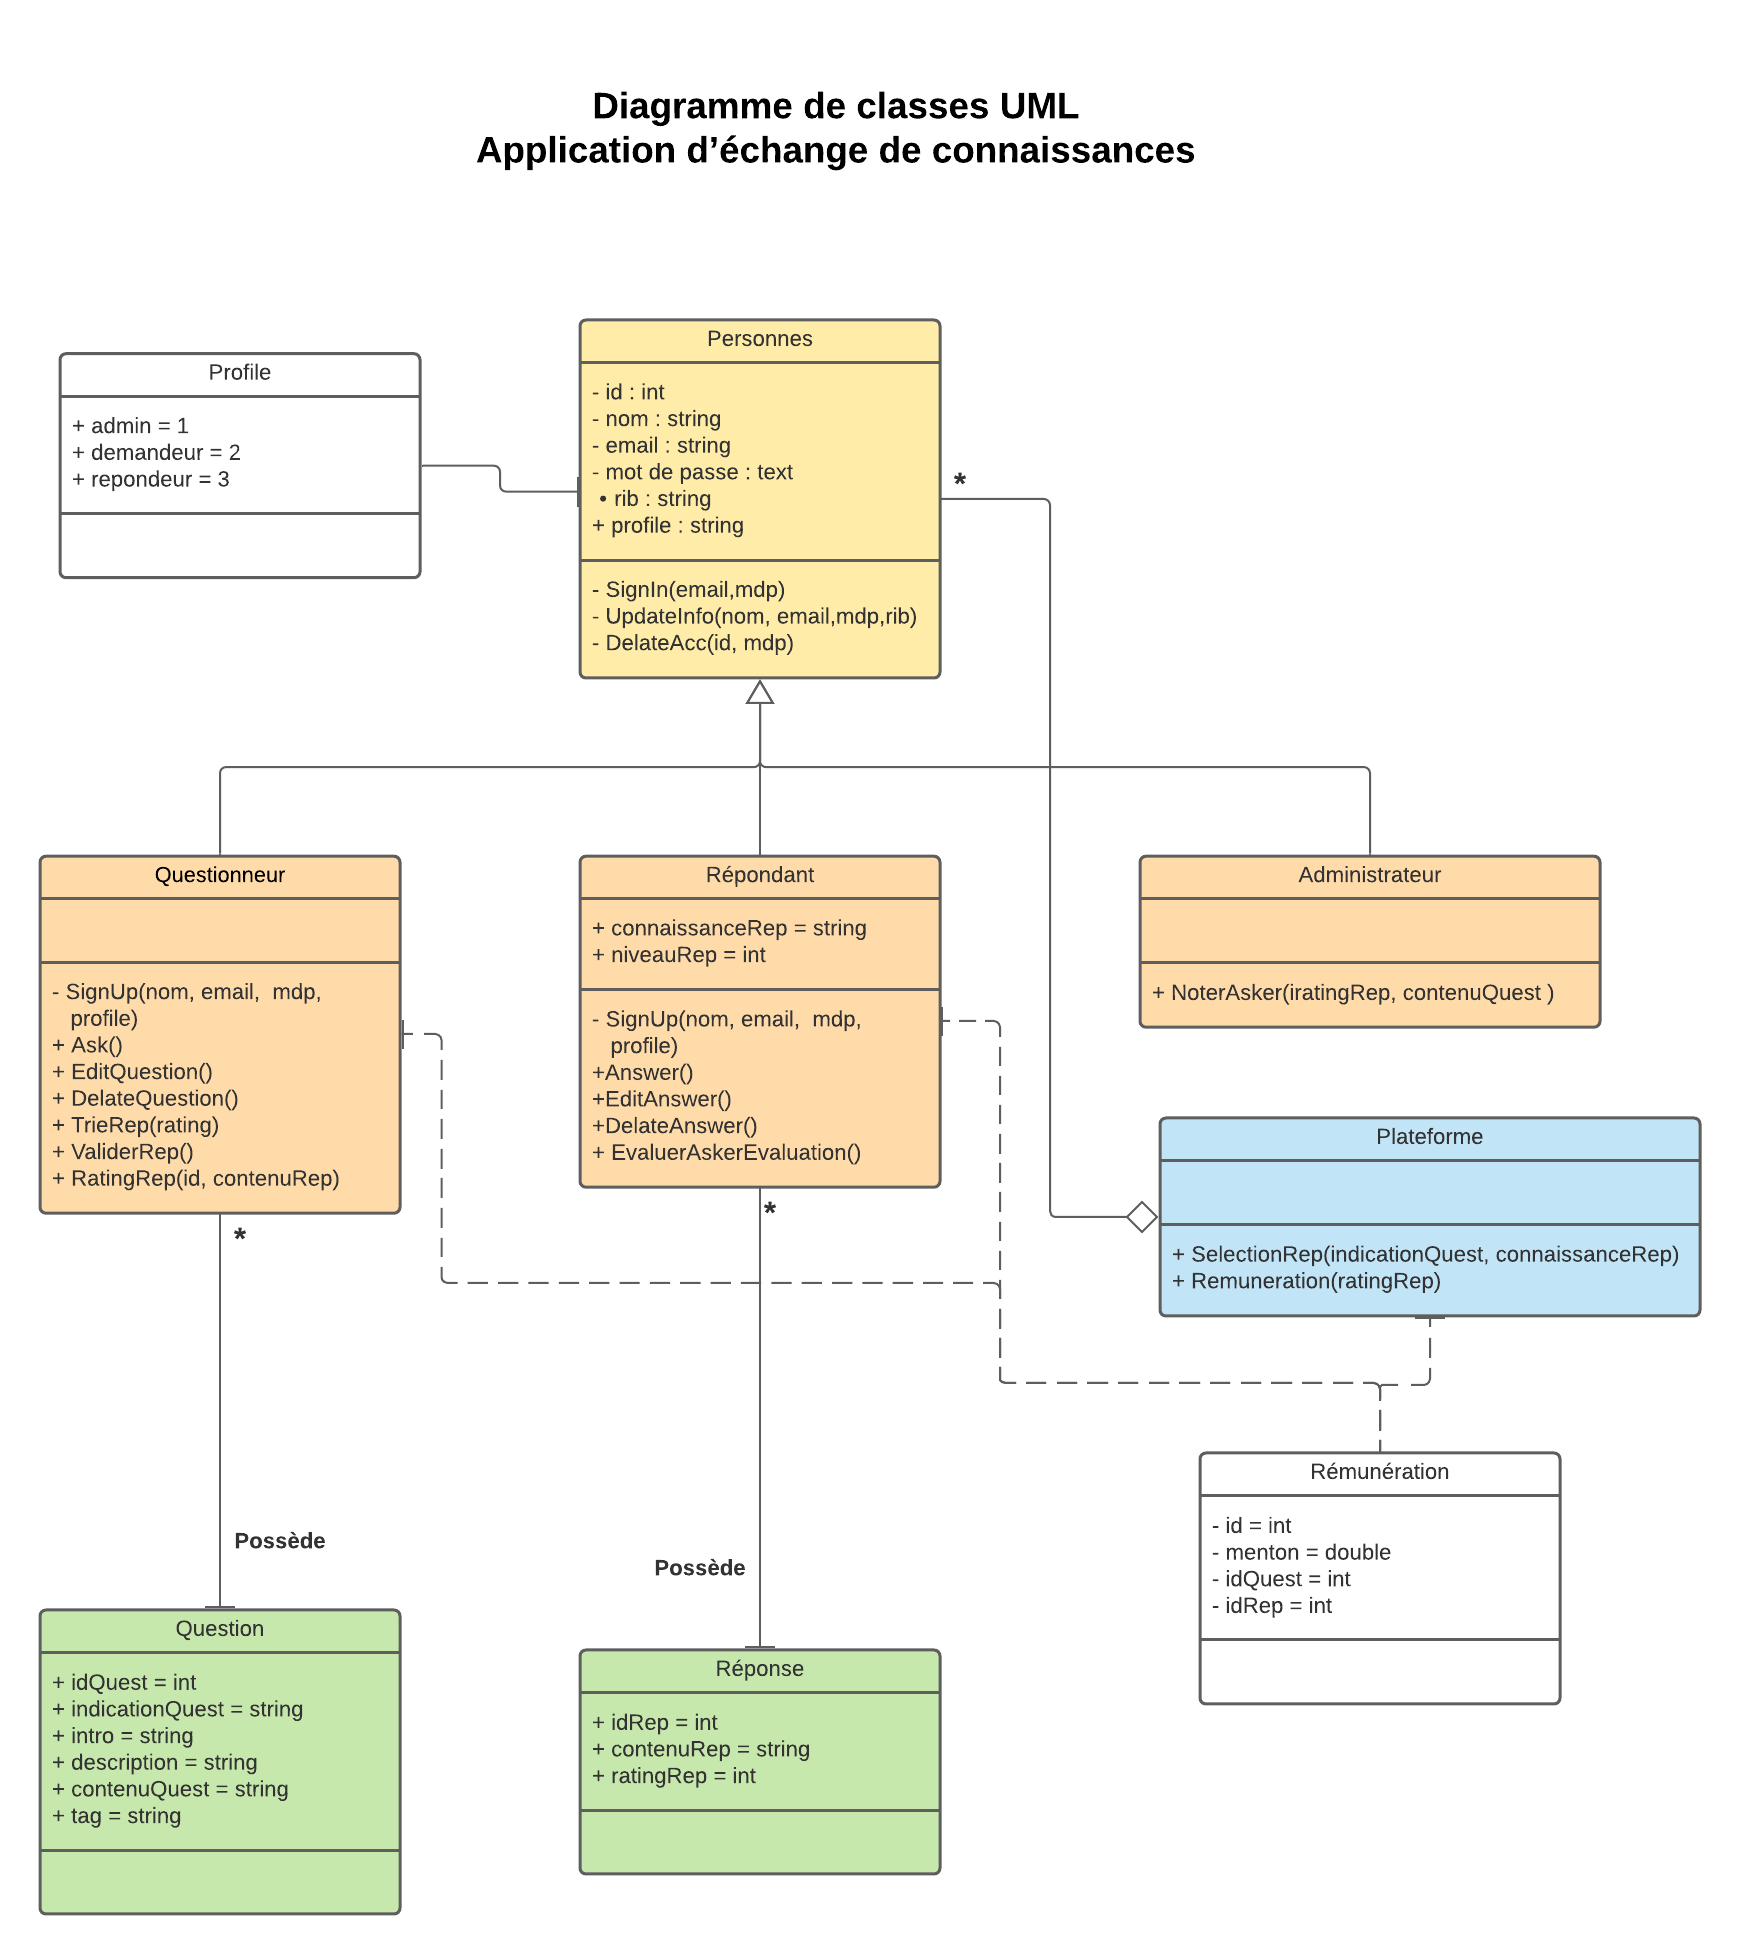 Diagramme de classes UML
Application d’échange de connaissances
Profile
+ admin = 1
+ demandeur = 2
+ repondeur = 3
Personnes
- id : int
- nom : string
- email : string
- mot de passe : text
• rib : string
+ profile : string
- SignIn(email,mdp)
- UpdateInfo(nom, email,mdp,rib)
- DelateAcc(id, mdp)
*
Questionneur
- SignUp(nom, email,  mdp,
profile)
+ Ask()
+ EditQuestion()
+ DelateQuestion()
+ TrieRep(rating)
+ ValiderRep()
+ RatingRep(id, contenuRep)
*
Répondant
+ connaissanceRep = string
+ niveauRep = int
- SignUp(nom, email,  mdp,
profile)
+Answer()
+EditAnswer()
+DelateAnswer()
+ EvaluerAskerEvaluation()
*
Administrateur
+ NoterAsker(iratingRep, contenuQuest )
Plateforme
+ SelectionRep(indicationQuest, connaissanceRep)
+ Remuneration(ratingRep)
Possède
Possède
Rémunération
- id = int
- menton = double
- idQuest = int
- idRep = int
Question
+ idQuest = int
+ indicationQuest = string
+ intro = string
+ description = string
+ contenuQuest = string
+ tag = string
Réponse
+ idRep = int
+ contenuRep = string
+ ratingRep = int